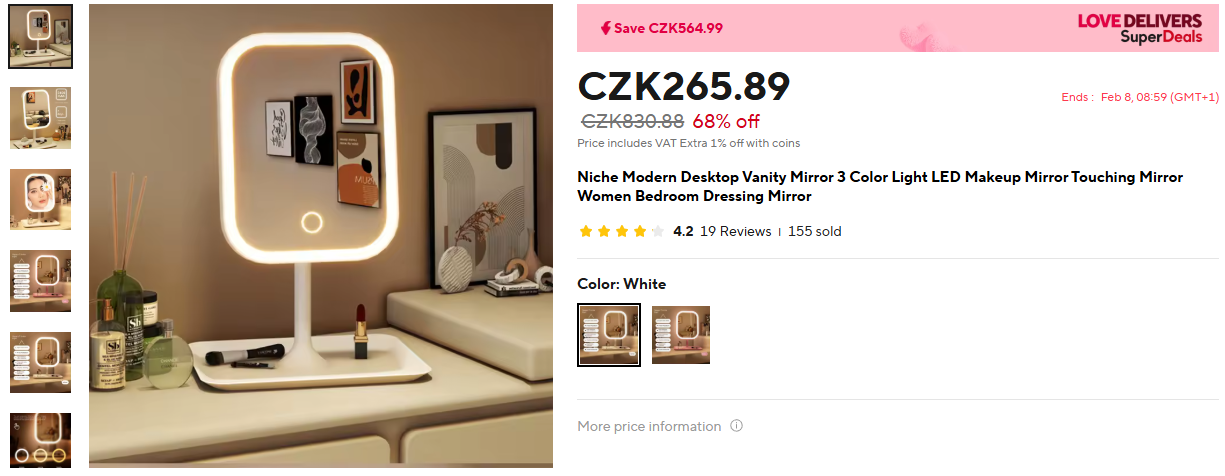 Save CZK564.99
LOVE DELIVERS
SuperDeals
CZK265.89
Ends : Feb 8, 08:59 (GMT+1)
CZK830.88 68% off
Price includes VAT Extra 1% off with coins
Niche Modern Desktop Vanity Mirror 3 Color Light LED Makeup Mirror Touching Mirror
Women Bedroom Dressing Mirror
4.2 19 Reviews | 155 sold
Color: White
More price information